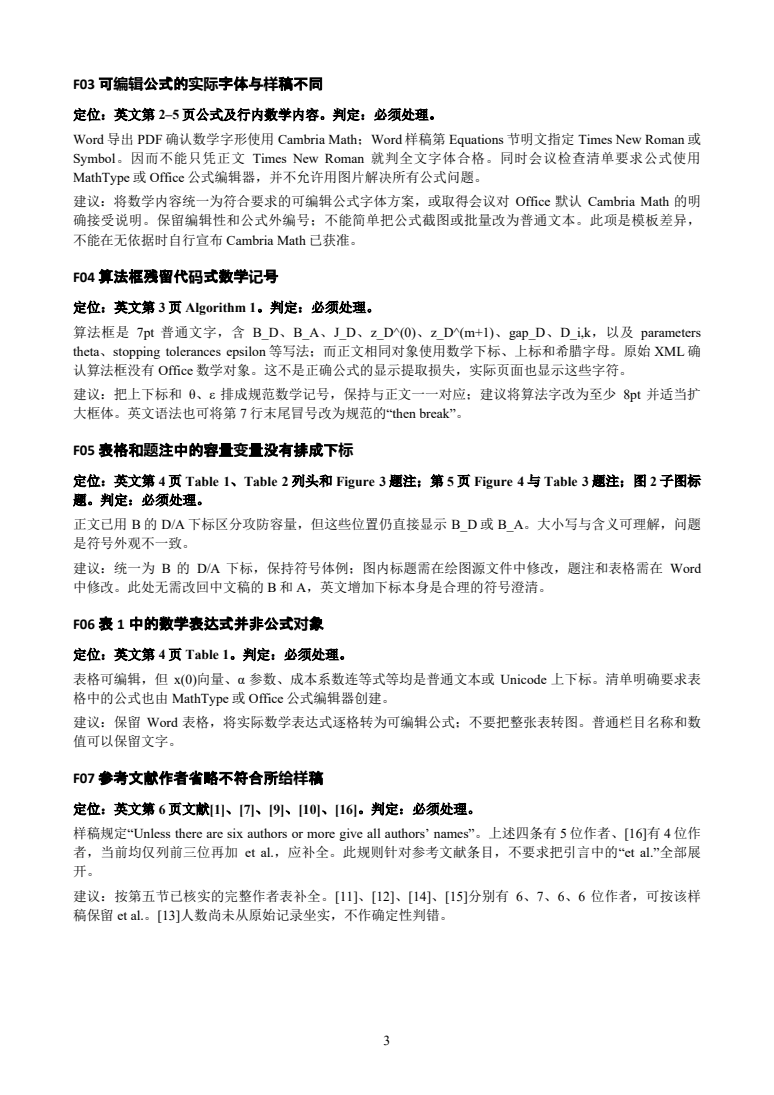 F03 可编辑公式的实际字体与样稿不同
定位：英文第 2–5 页公式及行内数学内容。判定：必须处理。
Word 导出 PDF 确认数学字形使用 Cambria Math；Word 样稿第 Equations 节明文指定 Times New Roman 或
Symbol。因而不能只凭正文 Times New Roman 就判全文字体合格。同时会议检查清单要求公式使用
MathType 或 Office 公式编辑器，并不允许用图片解决所有公式问题。
建议：将数学内容统一为符合要求的可编辑公式字体方案，或取得会议对 Office 默认 Cambria Math 的明
确接受说明。保留编辑性和公式外编号；不能简单把公式截图或批量改为普通文本。此项是模板差异，
不能在无依据时自行宣布 Cambria Math 已获准。
F04 算法框残留代码式数学记号
定位：英文第 3 页 Algorithm 1。判定：必须处理。
算法框是 7pt 普通文字，含 B_D、B_A、J_D、z_D^(0)、z_D^(m+1)、gap_D、D_i,k，以及 parameters
theta、stopping tolerances epsilon 等写法；而正文相同对象使用数学下标、上标和希腊字母。原始 XML 确
认算法框没有 Office 数学对象。这不是正确公式的显示提取损失，实际页面也显示这些字符。
建议：把上下标和 θ、ε 排成规范数学记号，保持与正文一一对应；建议将算法字改为至少 8pt 并适当扩
大框体。英文语法也可将第 7 行末尾冒号改为规范的“then break”。
F05 表格和题注中的容量变量没有排成下标
定位：英文第 4 页 Table 1、Table 2 列头和 Figure 3 题注；第 5 页 Figure 4 与 Table 3 题注；图 2 子图标
题。判定：必须处理。
正文已用 B 的 D/A 下标区分攻防容量，但这些位置仍直接显示 B_D 或 B_A。大小写与含义可理解，问题
是符号外观不一致。
建议：统一为 B 的 D/A 下标，保持符号体例；图内标题需在绘图源文件中修改，题注和表格需在 Word
中修改。此处无需改回中文稿的 B 和 A，英文增加下标本身是合理的符号澄清。
F06 表 1 中的数学表达式并非公式对象
定位：英文第 4 页 Table 1。判定：必须处理。
表格可编辑，但 x(0)向量、α 参数、成本系数连等式等均是普通文本或 Unicode 上下标。清单明确要求表
格中的公式也由 MathType 或 Office 公式编辑器创建。
建议：保留 Word 表格，将实际数学表达式逐格转为可编辑公式；不要把整张表转图。普通栏目名称和数
值可以保留文字。
F07 参考文献作者省略不符合所给样稿
定位：英文第 6 页文献[1]、[7]、[9]、[10]、[16]。判定：必须处理。
样稿规定“Unless there are six authors or more give all authors’ names”。上述四条有 5 位作者、[16]有 4 位作
者，当前均仅列前三位再加 et al.，应补全。此规则针对参考文献条目，不要求把引言中的“et al.”全部展
开。
建议：按第五节已核实的完整作者表补全。[11]、[12]、[14]、[15]分别有 6、7、6、6 位作者，可按该样
稿保留 et al.。[13]人数尚未从原始记录坐实，不作确定性判错。
3